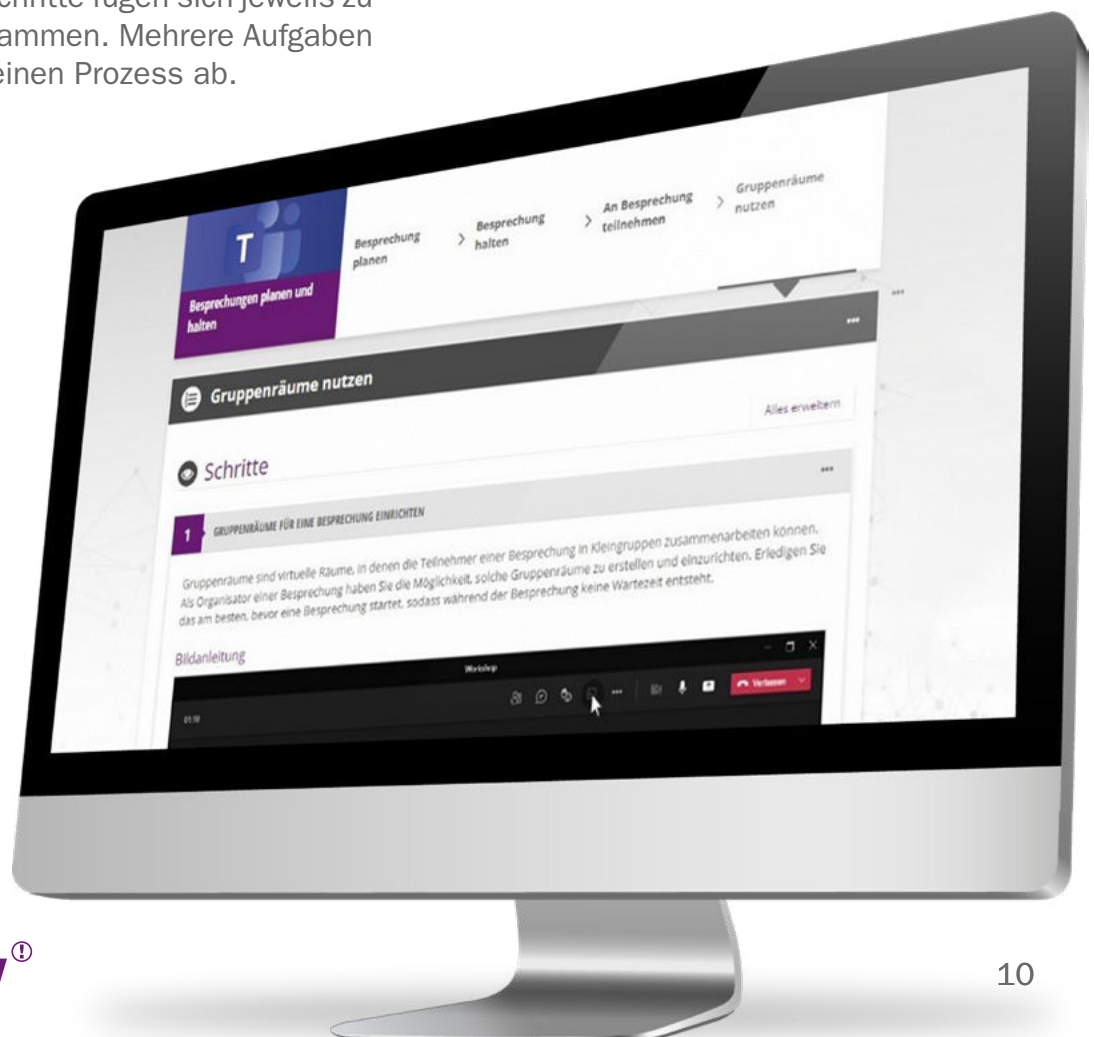 chritte fügen sich jeweils zu
ammen. Mehrere Aufgaben
einen Prozess ab.
T
Besprechungen planen und
halten
Besprechung
planen
> Besprechung
halten
> An Besprechung
teilnehmen
> Gruppenräume
nutzen
...
Gruppenräume nutzen
...
Alles erweitern
Schritte
1 GRUPPENRÄUME FÜR EINE BESPRECHUNG EINRICHTEN
...
Gruppenräume sind virtuelle Räume, in denen die Teilnehmer einer Besprechung in Kleingruppen zusammenarbeiten können.
Als Organisator einer Besprechung haben Sie die Möglichkeit, solche Gruppenräume zu erstellen und einzurichten. Erledigen Sie
das am besten, bevor eine Besprechung startet, sodass während der Besprechung keine Wartezeit entsteht.
Bildanleitung
Workshop
Verlassen
10